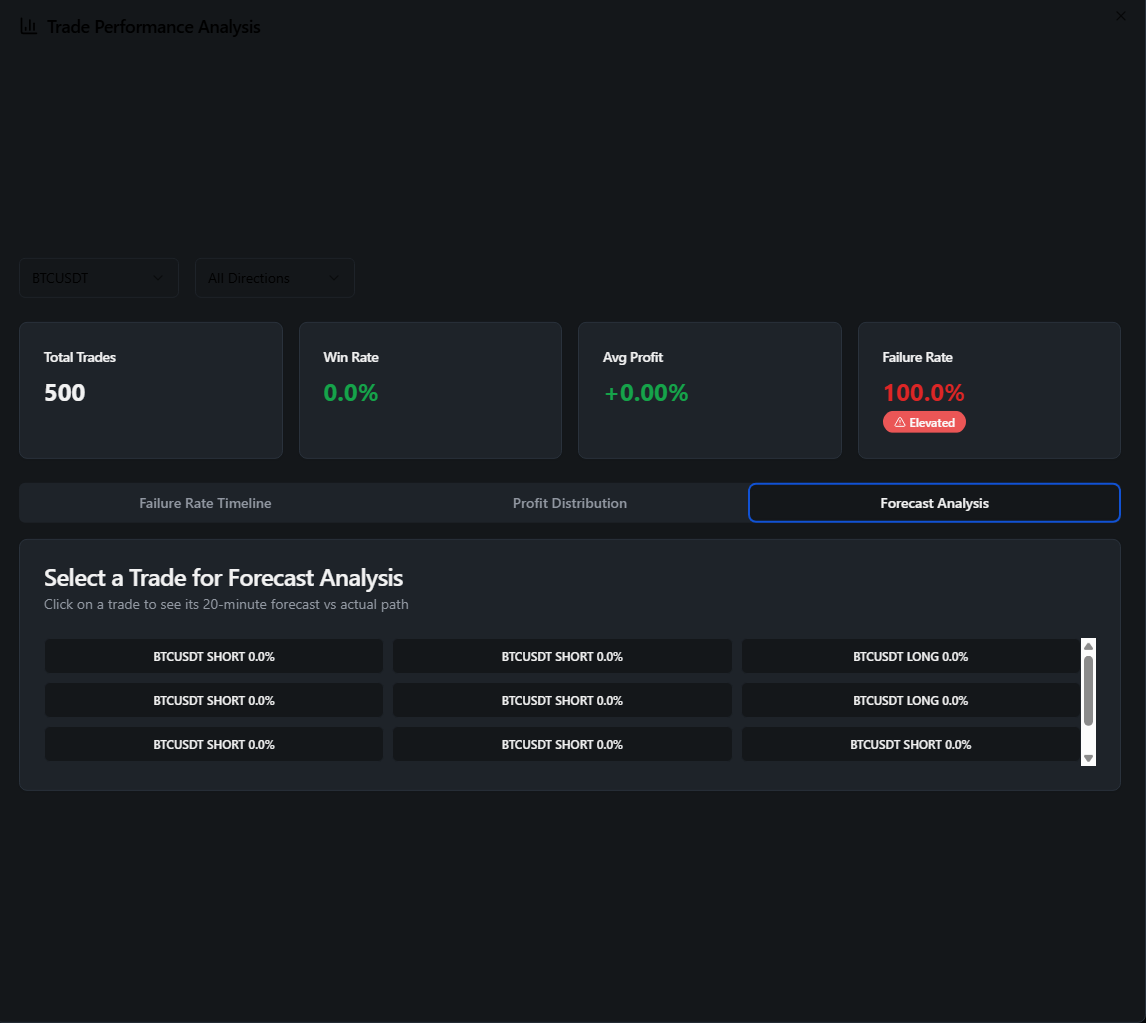 Trade Performance Analysis
BTCUSDT
All Directions
Total Trades
500
Win Rate
0.0%
Avg Profit
+0.00%
Failure Rate
100.0%
Elevated
Failure Rate Timeline
Profit Distribution
Forecast Analysis
Select a Trade for Forecast Analysis
Click on a trade to see its 20-minute forecast vs actual path
BTCUSDT SHORT 0.0%
BTCUSDT SHORT 0.0%
BTCUSDT LONG 0.0%
BTCUSDT SHORT 0.0%
BTCUSDT SHORT 0.0%
BTCUSDT LONG 0.0%
BTCUSDT SHORT 0.0%
BTCUSDT SHORT 0.0%
BTCUSDT SHORT 0.0%